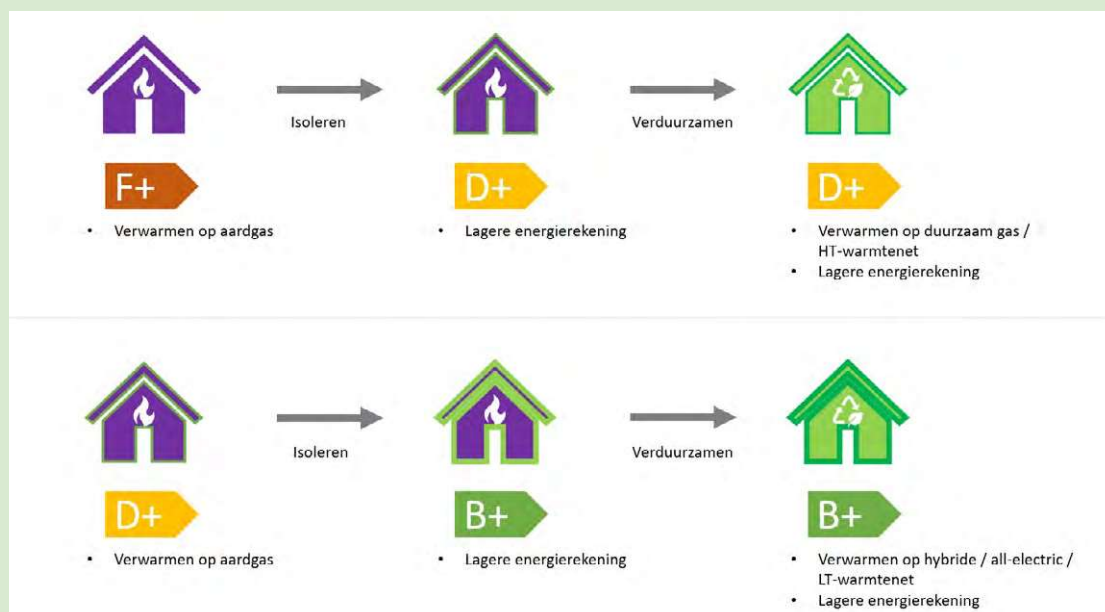 Isoleren
Verduurzamen
F+
D+
D+
• Verwarmen op aardgas
• Lagere energierekening
• Verwarmen op duurzaam gas /
HT-warmtenet
• Lagere energierekening
Isoleren
Verduurzamen
D+
B+
B+
• Verwarmen op aardgas
• Lagere energierekening
• Verwarmen op hybride / all-electric /
LT-warmtenet
• Lagere energierekening